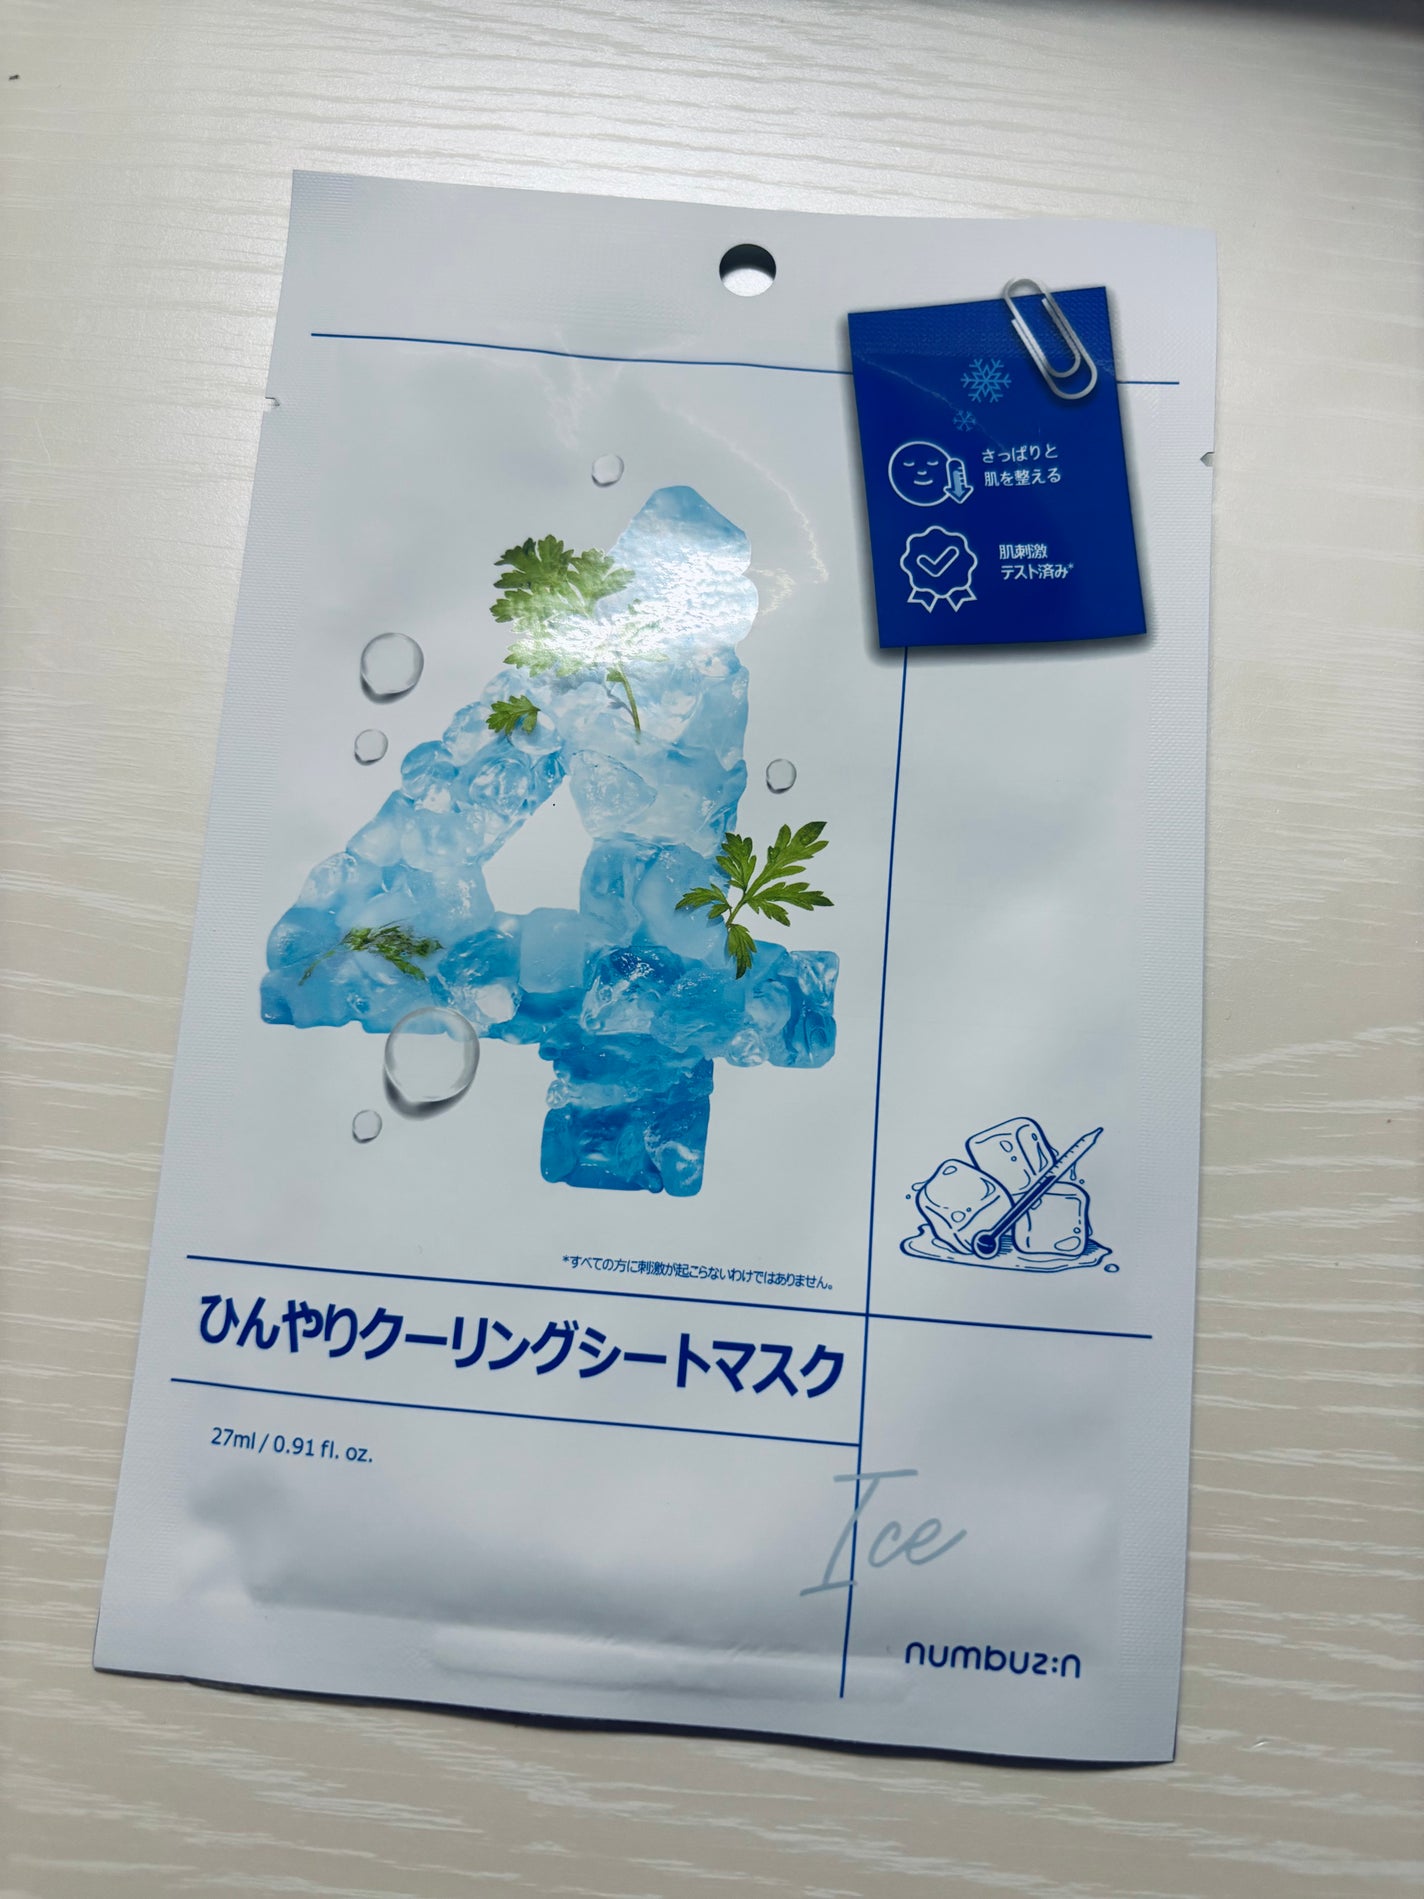 さっぱりと
肌を整える
肌刺激
テスト済み*
4
*すべての方に刺激が起こらないわけではありません。
ひんやりクーリングシートマスク
27ml / 0.91 fl. oz.
Ice
numbuz:n